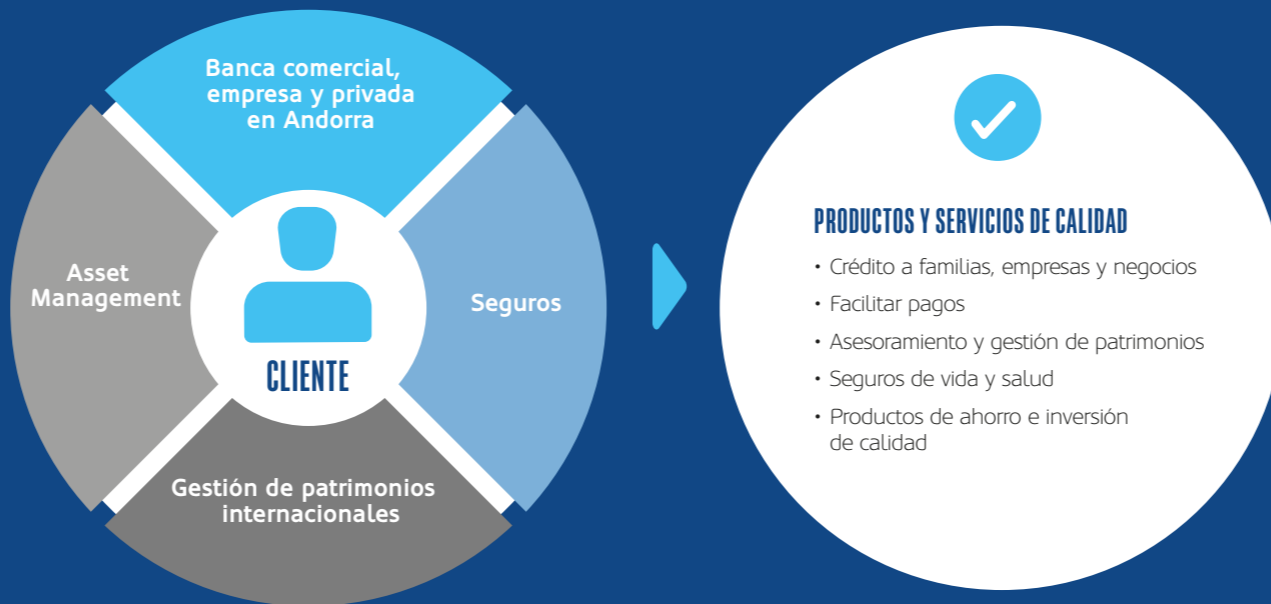 Banca comercial,
empresa y privada
en Andorra
Asset
Management
Seguros
CLIENTE
Gestión de patrimonios
internacionales
PRODUCTOS Y SERVICIOS DE CALIDAD
• Crédito a familias, empresas y negocios
• Facilitar pagos
• Asesoramiento y gestión de patrimonios
• Seguros de vida y salud
• Productos de ahorro e inversión
de calidad